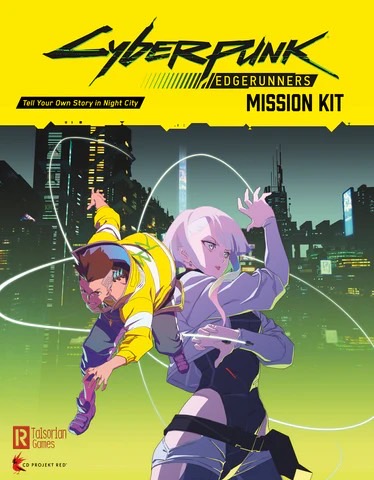 CYBERPUNK
EDGERUNNERS
Tell Your Own Story in Night City
MISSION KIT
R
Talsorian
Games
CD PROJEKT RED®